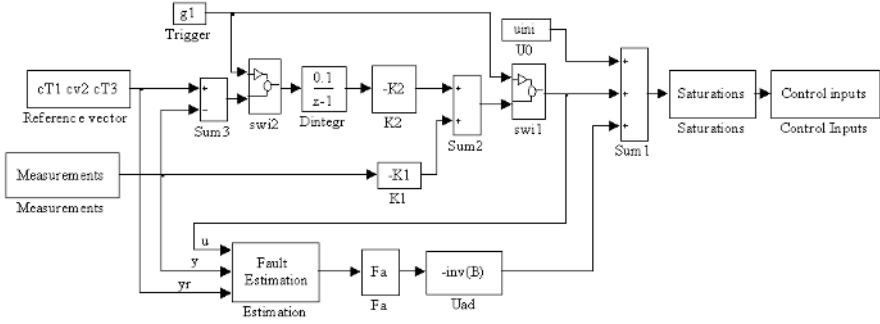 g1
Trigger
uini
U0
cT1 cv2 cT3
Reference vector
+
−
Sum3
swi2
0.1
z-1
Dintegr
-K2
K2
+
+
Sum2
swi1
+
+
+
Sum1
Saturations
Saturations
Control inputs
Control Inputs
Measurements
Measurements
-K1
K1
u
y
yr
Fault
Estimation
Estimation
Fa
Fa
-inv(B)
Uad